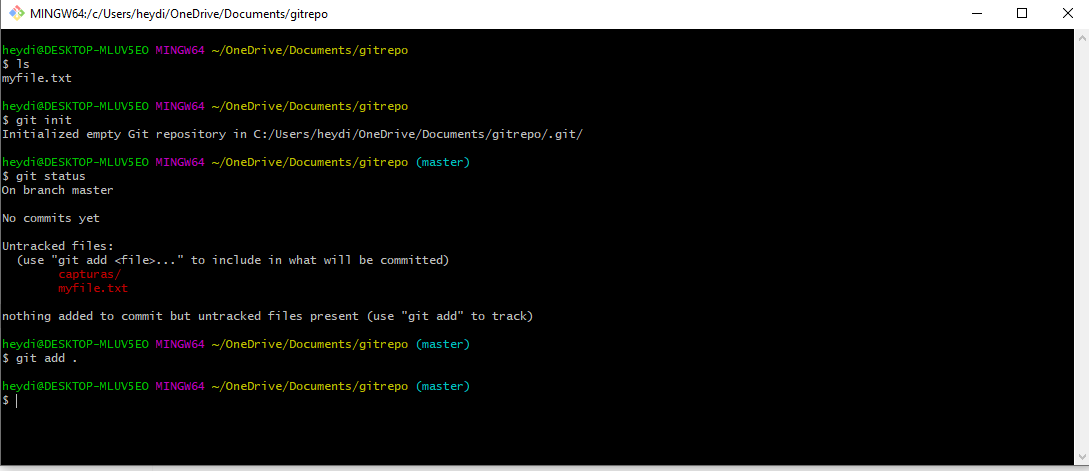 MINGW64:/c/Users/heydi/OneDrive/Documents/gitrepo
heydi@DESKTOP-MLUV5EO MINGW64 ~/OneDrive/Documents/gitrepo
$ ls
myfile.txt
heydi@DESKTOP-MLUV5EO MINGW64 ~/OneDrive/Documents/gitrepo
$ git init
Initialized empty Git repository in C:/Users/heydi/OneDrive/Documents/gitrepo/.git/
heydi@DESKTOP-MLUV5EO MINGW64 ~/OneDrive/Documents/gitrepo (master)
$ git status
On branch master
No commits yet
Untracked files:
  (use "git add <file>..." to include in what will be committed)
        capturas/
        myfile.txt
nothing added to commit but untracked files present (use "git add" to track)
heydi@DESKTOP-MLUV5EO MINGW64 ~/OneDrive/Documents/gitrepo (master)
$ git add .
heydi@DESKTOP-MLUV5EO MINGW64 ~/OneDrive/Documents/gitrepo (master)
$